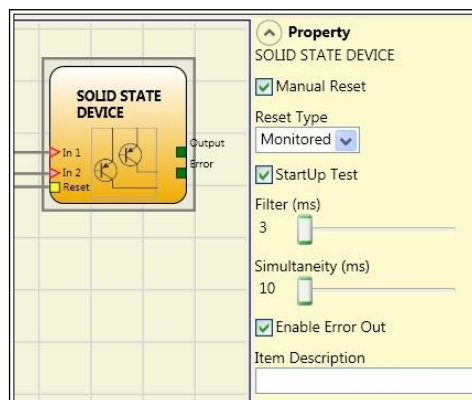 SOLID STATE
DEVICE
In 1
In 2
Reset
Output
Error
Property
SOLID STATE DEVICE
Manual Reset
Reset Type
Monitored
StartUp Test
Filter (ms)
3
Simultaneity (ms)
10
Enable Error Out
Item Description